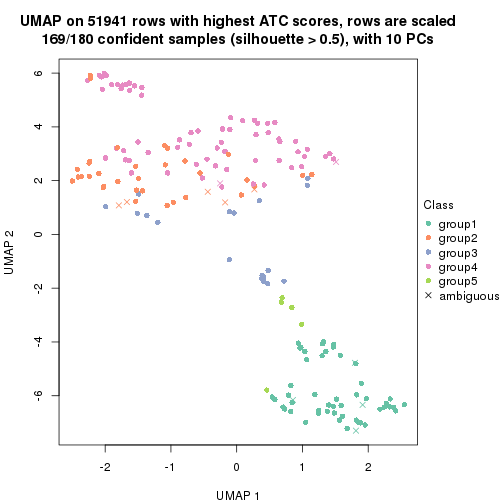 UMAP on 51941 rows with highest ATC scores, rows are scaled
169/180 confident samples (silhouette > 0.5), with 10 PCs
6
4
2
0
-2
-4
-6
UMAP 2
-2
-1
0
1
2
UMAP 1
Class
group1
group2
group3
group4
group5
ambiguous